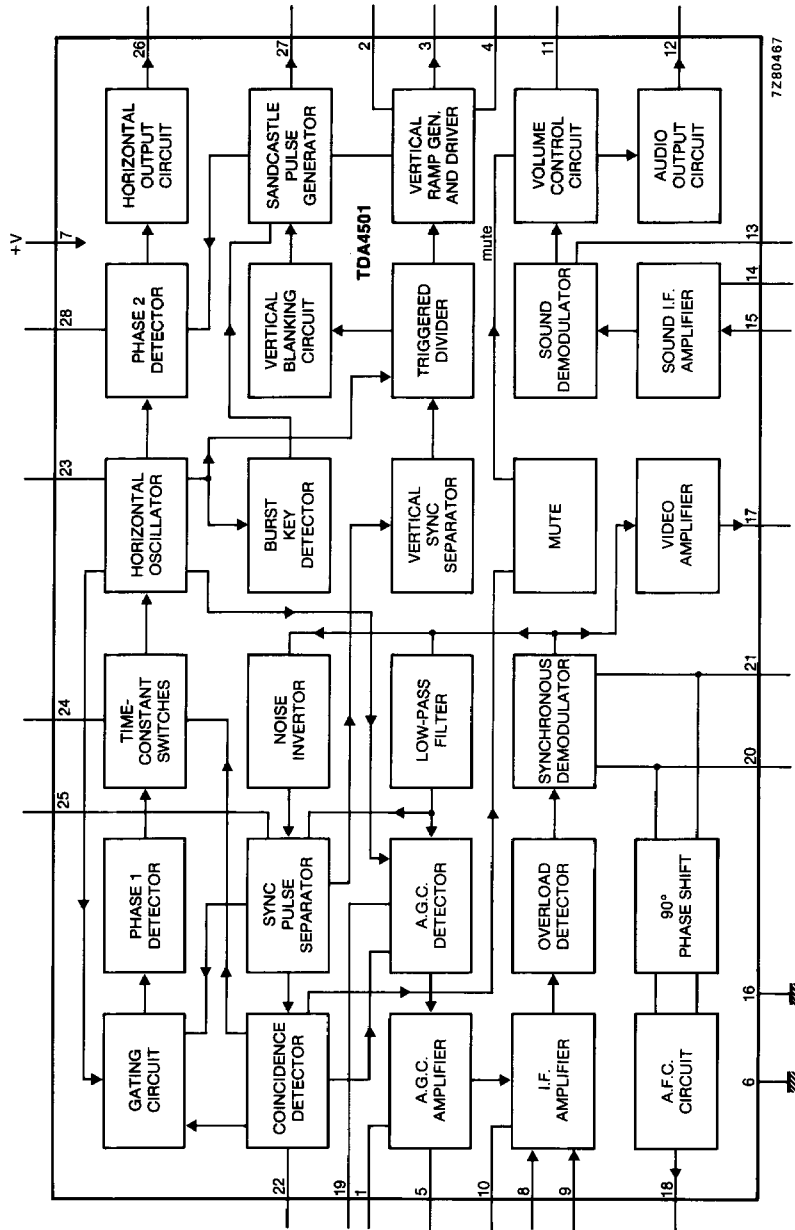 +V
7
28
23
24
25
26
27
2
3
4
11
12
GATING
CIRCUIT
PHASE 1
DETECTOR
TIME-
CONSTANT
SWITCHES
HORIZONTAL
OSCILLATOR
PHASE 2
DETECTOR
HORIZONTAL
OUTPUT
CIRCUIT
COINCIDENCE
DETECTOR
SYNC
PULSE
SEPARATOR
NOISE
INVERTOR
BURST
KEY
DETECTOR
VERTICAL
BLANKING
CIRCUIT
SANDCASTLE
PULSE
GENERATOR
TDA4501
A.G.C.
AMPLIFIER
A.G.C.
DETECTOR
LOW-PASS
FILTER
VERTICAL
SYNC
SEPARATOR
TRIGGERED
DIVIDER
VERTICAL
RAMP GEN.
AND DRIVER
I.F.
AMPLIFIER
OVERLOAD
DETECTOR
SYNCHRONOUS
DEMODULATOR
MUTE
mute
SOUND
DEMODULATOR
VOLUME
CONTROL
CIRCUIT
A.F.C.
CIRCUIT
90°
PHASE SHIFT
VIDEO
AMPLIFIER
SOUND I.F.
AMPLIFIER
AUDIO
OUTPUT
CIRCUIT
22
19
1
5
10
8
9
18
6
16
20
21
17
15
14
13
7Z80467